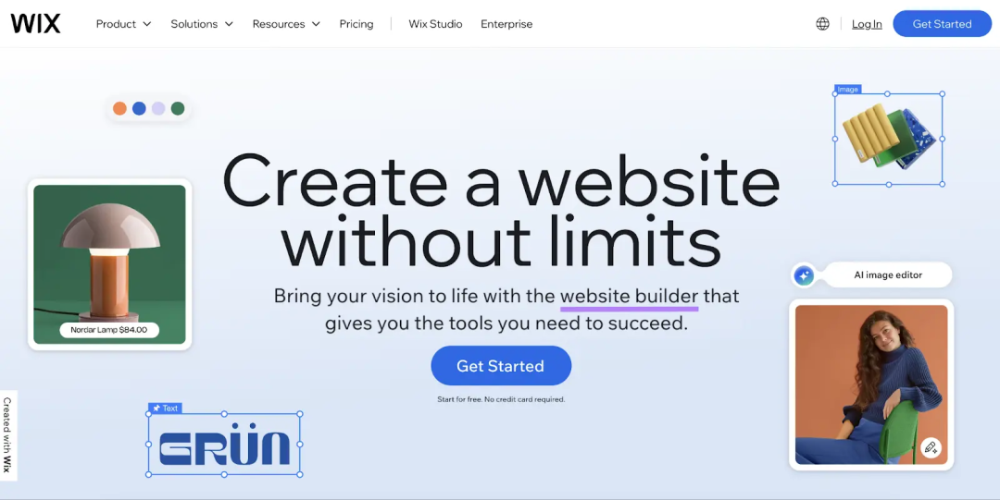 WIX
Product
Solutions
Resources
Pricing
Wix Studio
Enterprise
Log In
Get Started
Image
Create a website
without limits
Bring your vision to life with the website builder that
gives you the tools you need to succeed.
Get Started
Start for free. No credit card required.
Nordar Lamp $84.00
AI image editor
Text
GRÜN
Created with Wix